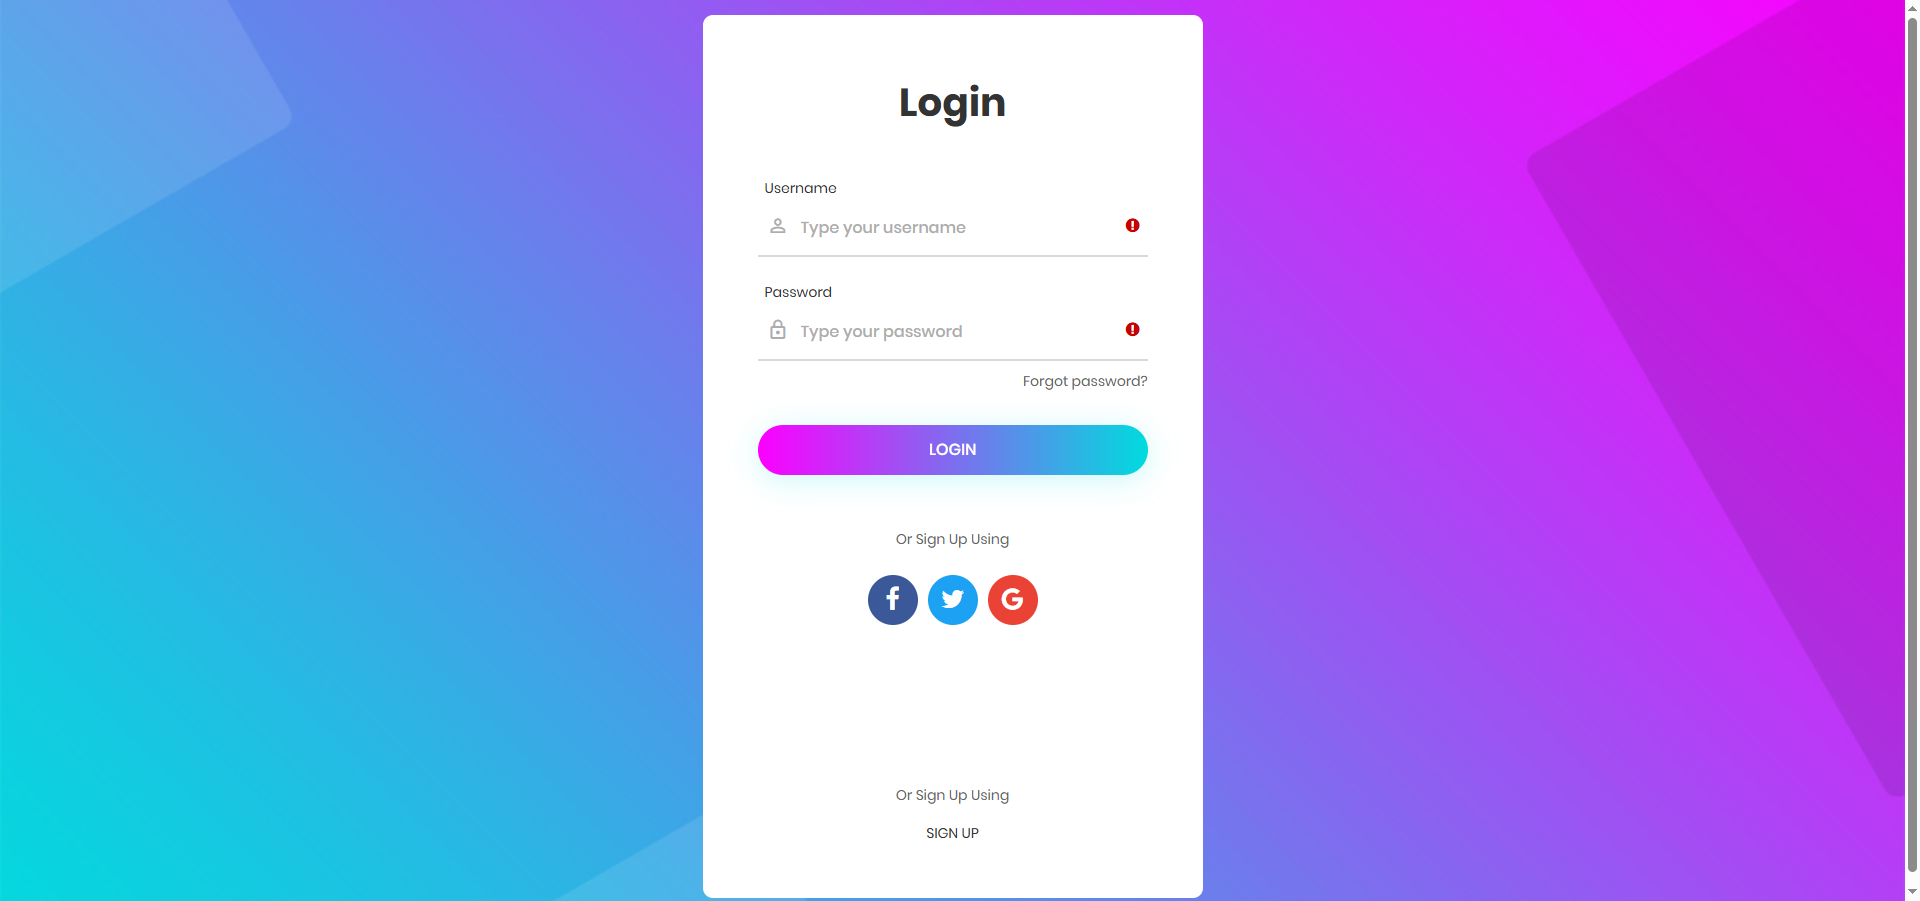 Login
Username
Type your username
Password
Type your password
Forgot password?
LOGIN
Or Sign Up Using
Or Sign Up Using
SIGN UP